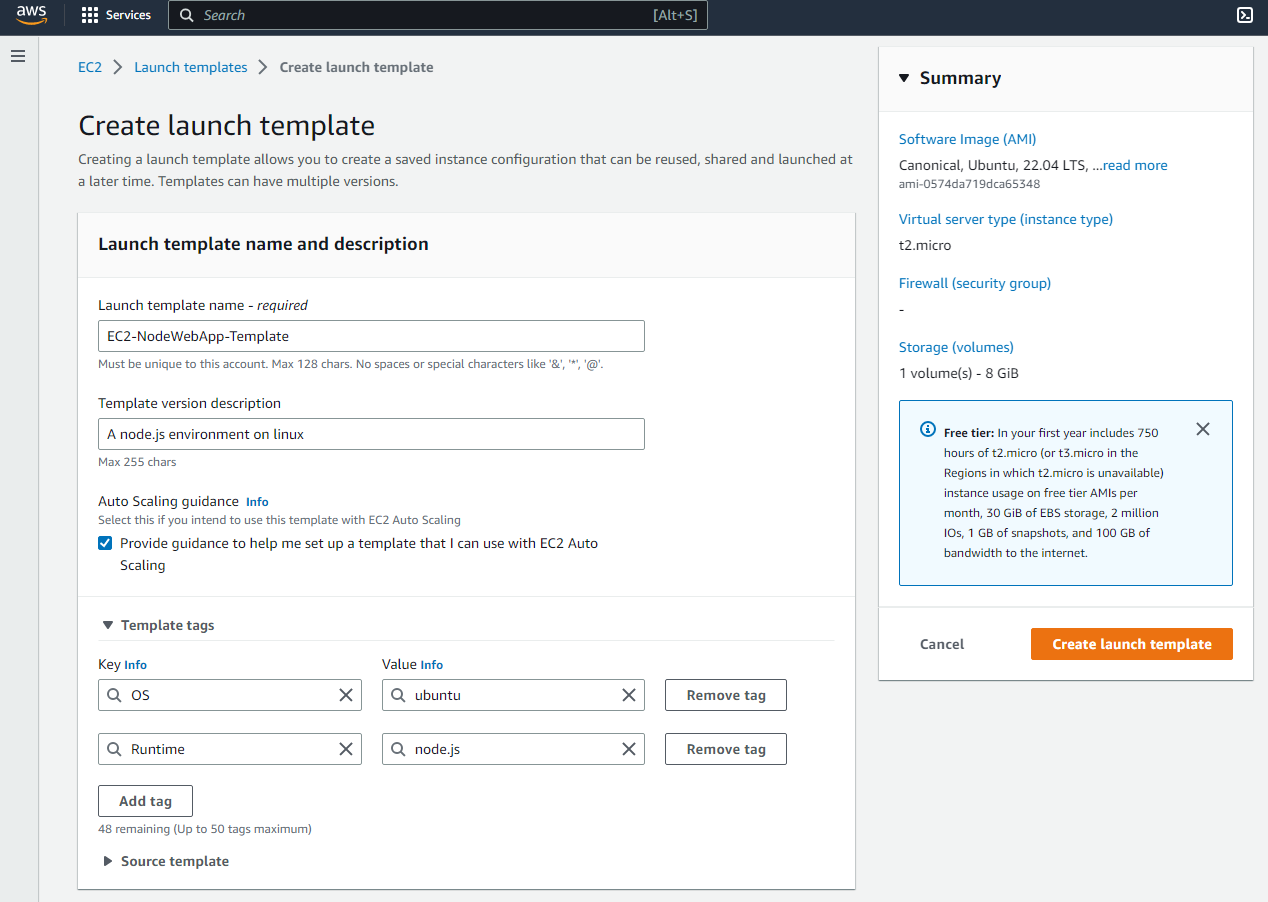 aws
Services
Search [Alt+S]
EC2 Launch templates Create launch template
Create launch template
Creating a launch template allows you to create a saved instance configuration that can be reused, shared and launched at
a later time. Templates can have multiple versions.
Launch template name and description
Launch template name - required
EC2-NodeWebApp-Template
Must be unique to this account. Max 128 chars. No spaces or special characters like '&', '*', '@'.
Template version description
A node.js environment on linux
Max 255 chars
Auto Scaling guidance Info
Select this if you intend to use this template with EC2 Auto Scaling
Provide guidance to help me set up a template that I can use with EC2 Auto
Scaling
Template tags
Key Info Value Info
OS ubuntu Remove tag
Runtime node.js Remove tag
Add tag
48 remaining (Up to 50 tags maximum)
Source template
Summary
Software Image (AMI)
Canonical, Ubuntu, 22.04 LTS, ...read more
ami-0574da719dca65348
Virtual server type (instance type)
t2.micro
Firewall (security group)
-
Storage (volumes)
1 volume(s) - 8 GiB
Free tier: In your first year includes 750
hours of t2.micro (or t3.micro in the
Regions in which t2.micro is unavailable)
instance usage on free tier AMIs per
month, 30 GiB of EBS storage, 2 million
IOs, 1 GB of snapshots, and 100 GB of
bandwidth to the internet.
Cancel Create launch template